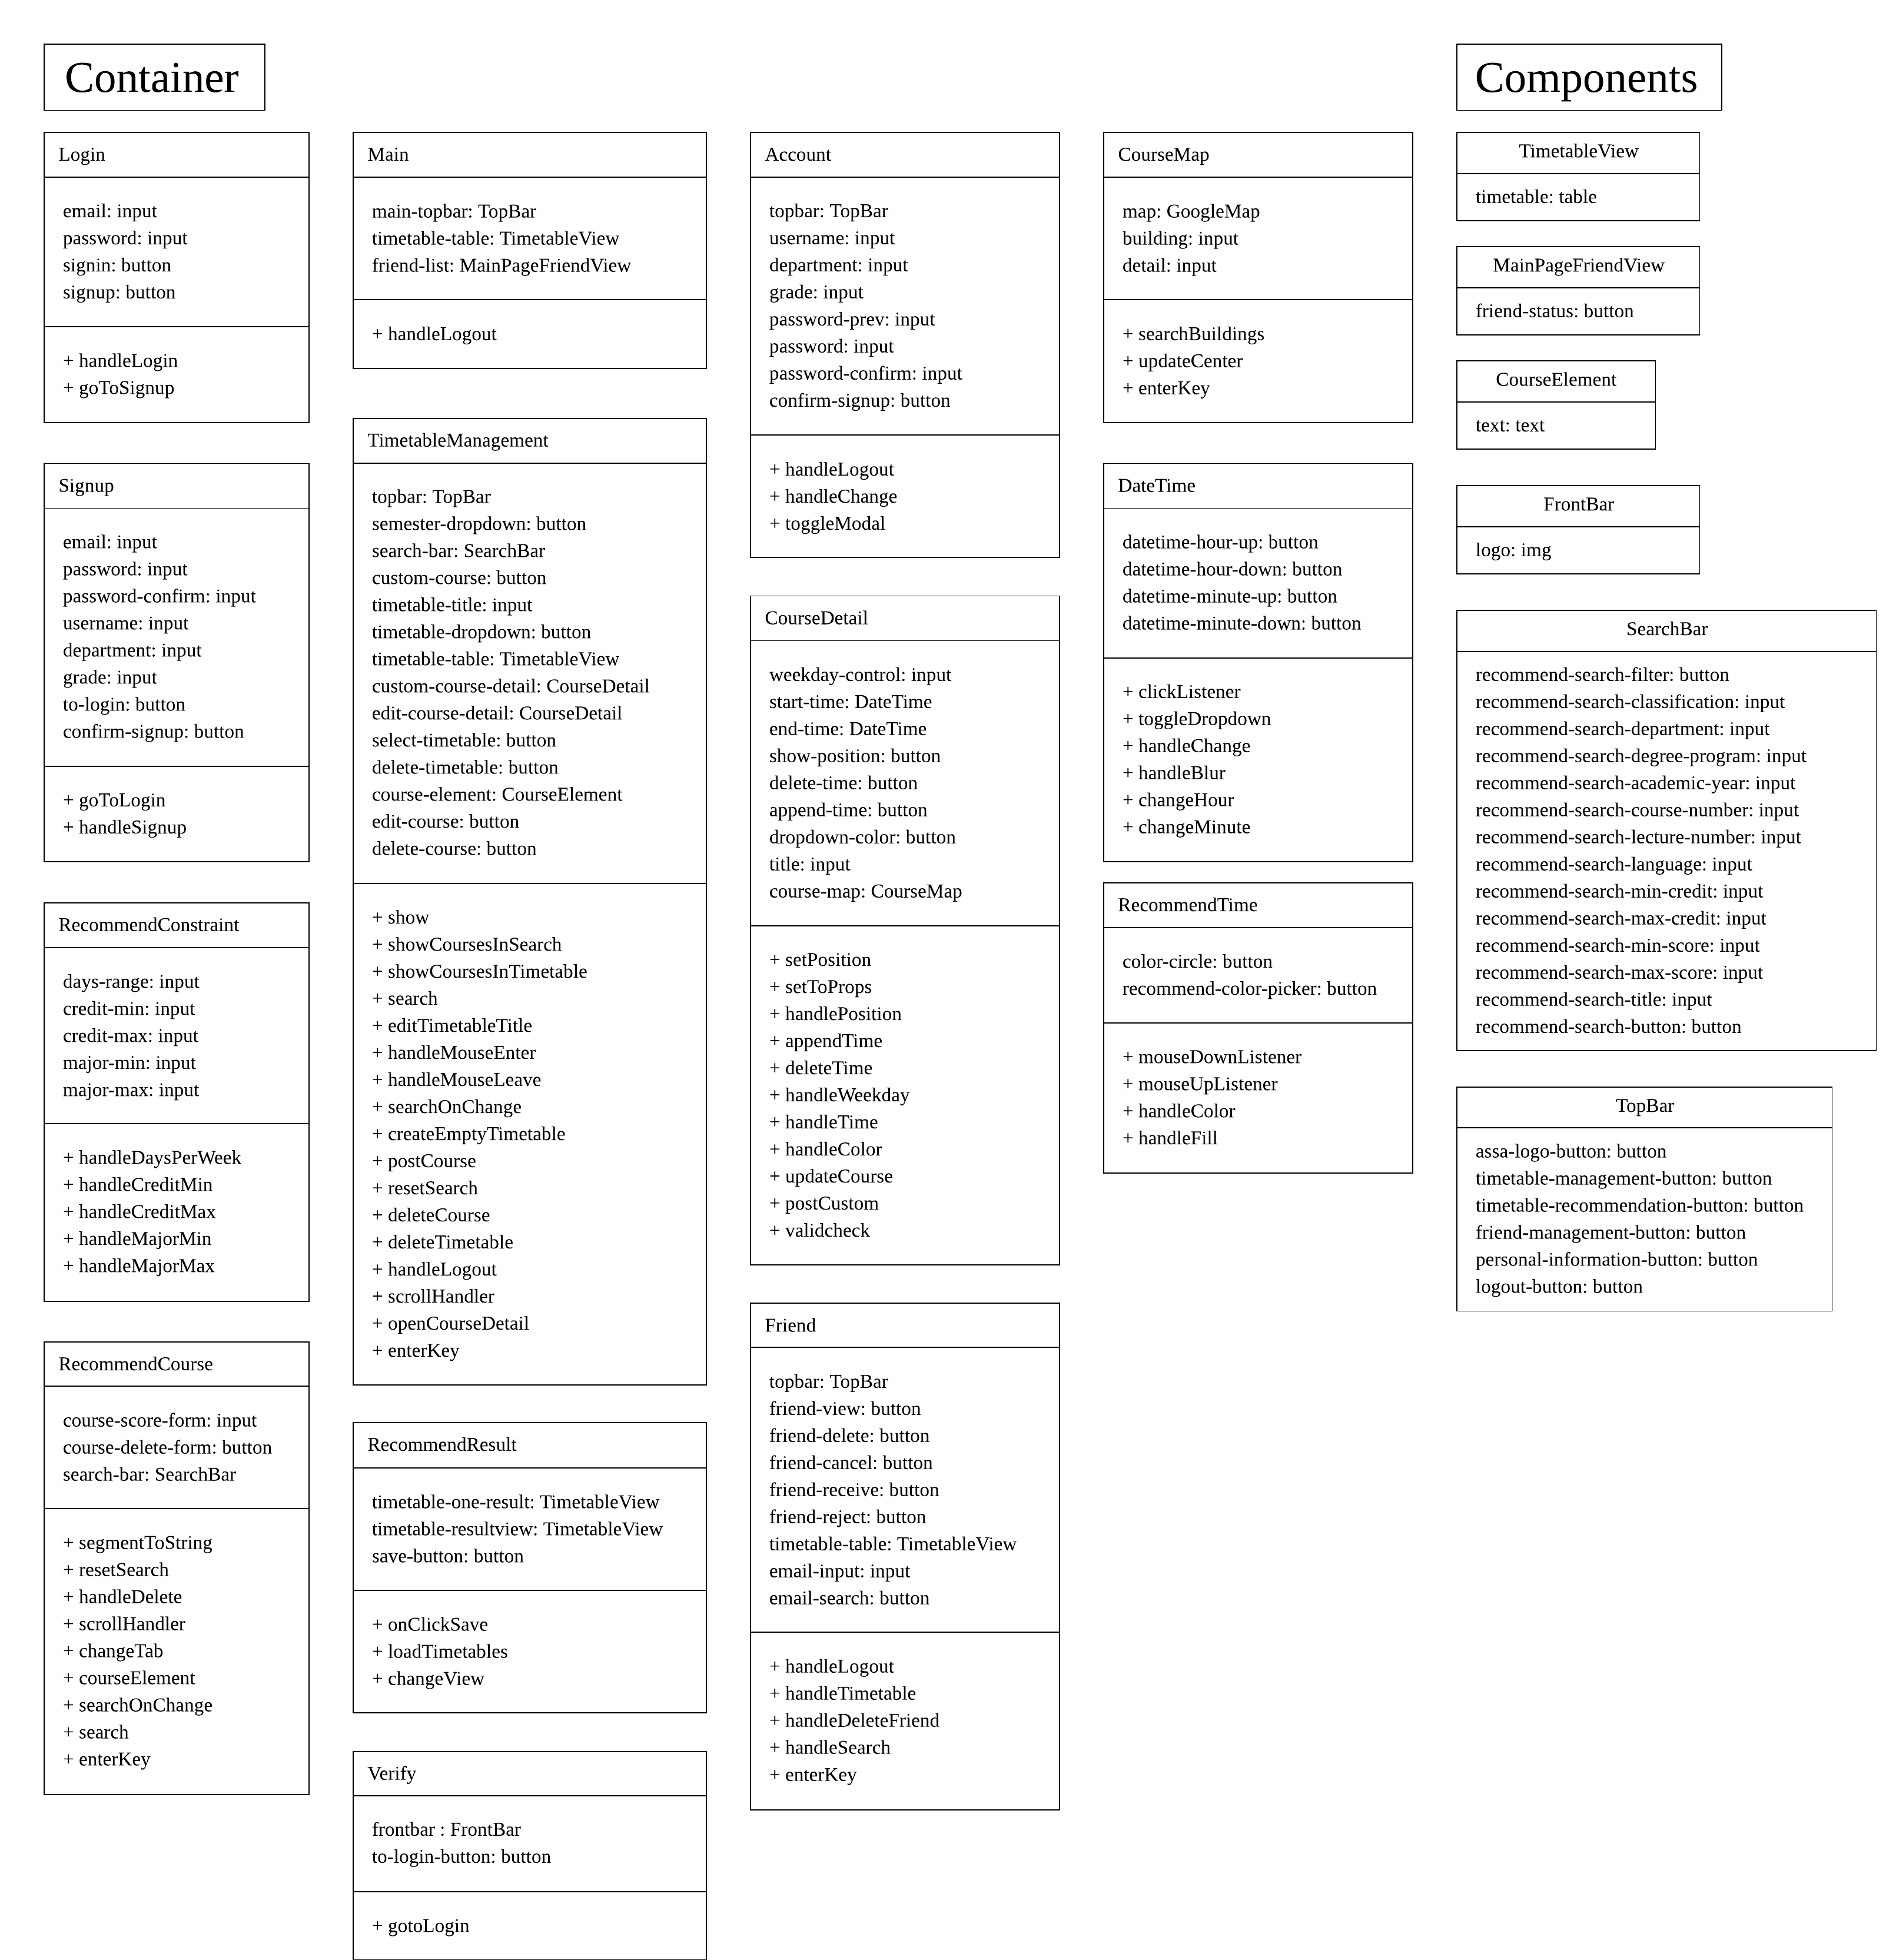 Container
Login
email: input
password: input
signin: button
signup: button
+ handleLogin
+ goToSignup
Signup
email: input
password: input
password-confirm: input
username: input
department: input
grade: input
to-login: button
confirm-signup: button
+ goToLogin
+ handleSignup
RecommendConstraint
days-range: input
credit-min: input
credit-max: input
major-min: input
major-max: input
+ handleDaysPerWeek
+ handleCreditMin
+ handleCreditMax
+ handleMajorMin
+ handleMajorMax
RecommendCourse
course-score-form: input
course-delete-form: button
search-bar: SearchBar
+ segmentToString
+ resetSearch
+ handleDelete
+ scrollHandler
+ changeTab
+ courseElement
+ searchOnChange
+ search
+ enterKey
Main
main-topbar: TopBar
timetable-table: TimetableView
friend-list: MainPageFriendView
+ handleLogout
TimetableManagement
topbar: TopBar
semester-dropdown: button
search-bar: SearchBar
custom-course: button
timetable-title: input
timetable-dropdown: button
timetable-table: TimetableView
custom-course-detail: CourseDetail
edit-course-detail: CourseDetail
select-timetable: button
delete-timetable: button
course-element: CourseElement
edit-course: button
delete-course: button
+ show
+ showCoursesInSearch
+ showCoursesInTimetable
+ search
+ editTimetableTitle
+ handleMouseEnter
+ handleMouseLeave
+ searchOnChange
+ createEmptyTimetable
+ postCourse
+ resetSearch
+ deleteCourse
+ deleteTimetable
+ handleLogout
+ scrollHandler
+ openCourseDetail
+ enterKey
RecommendResult
timetable-one-result: TimetableView
timetable-resultview: TimetableView
save-button: button
+ onClickSave
+ loadTimetables
+ changeView
Verify
frontbar : FrontBar
to-login-button: button
+ gotoLogin
Account
topbar: TopBar
username: input
department: input
grade: input
password-prev: input
password: input
password-confirm: input
confirm-signup: button
+ handleLogout
+ handleChange
+ toggleModal
CourseDetail
weekday-control: input
start-time: DateTime
end-time: DateTime
show-position: button
delete-time: button
append-time: button
dropdown-color: button
title: input
course-map: CourseMap
+ setPosition
+ setToProps
+ handlePosition
+ appendTime
+ deleteTime
+ handleWeekday
+ handleTime
+ handleColor
+ updateCourse
+ postCustom
+ validcheck
Friend
topbar: TopBar
friend-view: button
friend-delete: button
friend-cancel: button
friend-receive: button
friend-reject: button
timetable-table: TimetableView
email-input: input
email-search: button
+ handleLogout
+ handleTimetable
+ handleDeleteFriend
+ handleSearch
+ enterKey
CourseMap
map: GoogleMap
building: input
detail: input
+ searchBuildings
+ updateCenter
+ enterKey
DateTime
datetime-hour-up: button
datetime-hour-down: button
datetime-minute-up: button
datetime-minute-down: button
+ clickListener
+ toggleDropdown
+ handleChange
+ handleBlur
+ changeHour
+ changeMinute
RecommendTime
color-circle: button
recommend-color-picker: button
+ mouseDownListener
+ mouseUpListener
+ handleColor
+ handleFill
Components
TimetableView
timetable: table
MainPageFriendView
friend-status: button
CourseElement
text: text
FrontBar
logo: img
SearchBar
recommend-search-filter: button
recommend-search-classification: input
recommend-search-department: input
recommend-search-degree-program: input
recommend-search-academic-year: input
recommend-search-course-number: input
recommend-search-lecture-number: input
recommend-search-language: input
recommend-search-min-credit: input
recommend-search-max-credit: input
recommend-search-min-score: input
recommend-search-max-score: input
recommend-search-title: input
recommend-search-button: button
TopBar
assa-logo-button: button
timetable-management-button: button
timetable-recommendation-button: button
friend-management-button: button
personal-information-button: button
logout-button: button